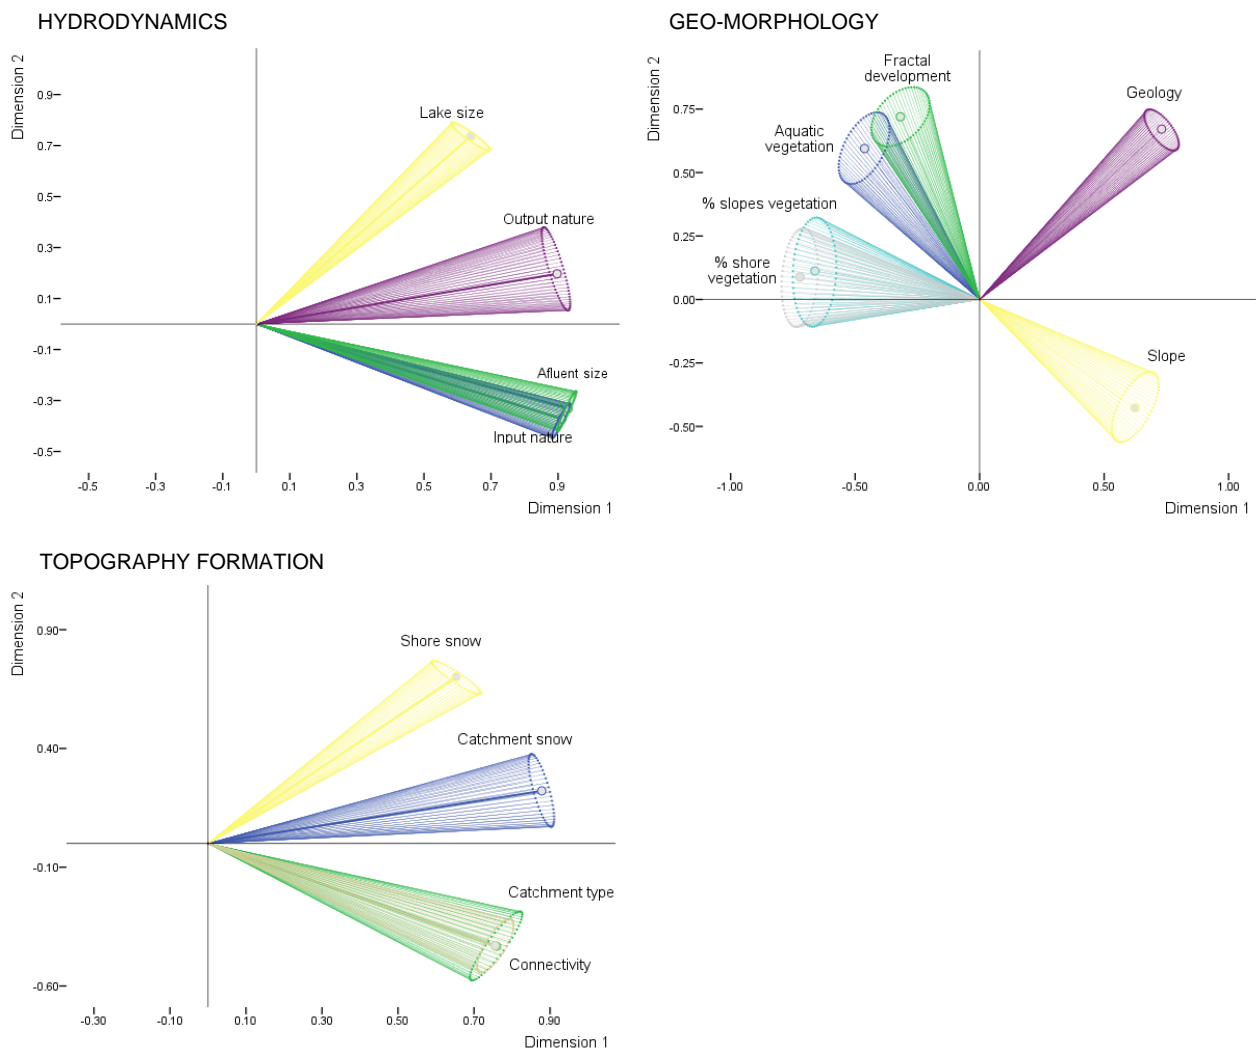 HYDRODYNAMICS
Dimension 2
0.9
0.7
0.5
0.3
0.1
-0.1
-0.3
-0.5
Lake size
Output nature
Afluent size
Input nature
-0.5 -0.3 -0.1 0.1 0.3 0.5 0.7 0.9
Dimension 1
GEO-MORPHOLOGY
Dimension 2
0.75
0.50
0.25
0.00
-0.25
-0.50
Fractal
development
Geology
Aquatic
vegetation
% slopes vegetation
% shore
vegetation
Slope
-1.00 -0.50 0.00 0.50 1.00
Dimension 1
TOPOGRAPHY FORMATION
Dimension 2
0.90
0.40
-0.10
-0.60
Shore snow
Catchment snow
Catchment type
Connectivity
-0.30 -0.10 0.10 0.30 0.50 0.70 0.90
Dimension 1